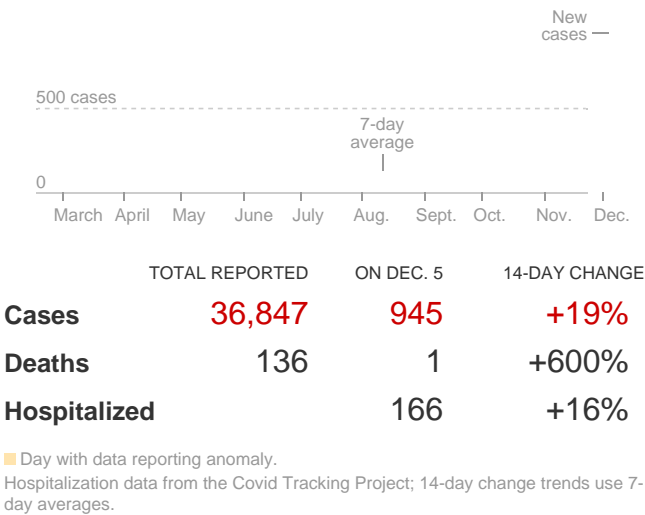 New
cases
500 cases
7-day
average
0
March April May June July Aug. Sept. Oct. Nov. Dec.
TOTAL REPORTED ON DEC. 5 14-DAY CHANGE
Cases 36,847 945 +19%
Deaths 136 1 +600%
Hospitalized 166 +16%
Day with data reporting anomaly.
Hospitalization data from the Covid Tracking Project; 14-day change trends use 7-
day averages.